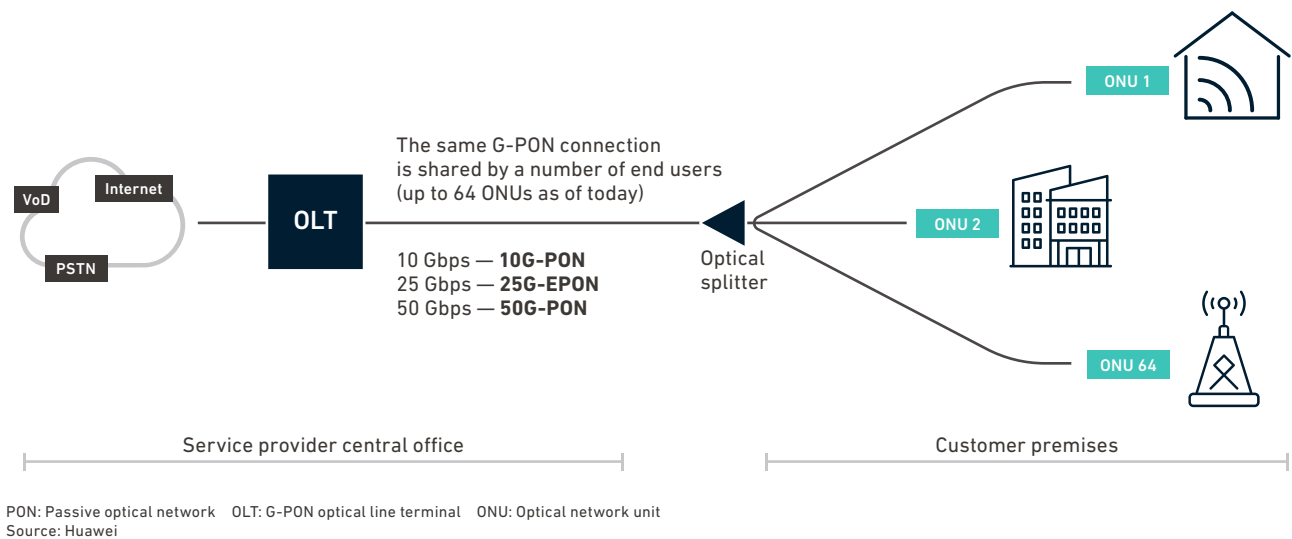 VoD
Internet
PSTN
OLT
The same G-PON connection
is shared by a number of end users
(up to 64 ONUs as of today)
10 Gbps — 10G-PON
25 Gbps — 25G-EPON
50 Gbps — 50G-PON
Optical
splitter
ONU 1
ONU 2
ONU 64
Service provider central office
Customer premises
PON: Passive optical network OLT: G-PON optical line terminal ONU: Optical network unit
Source: Huawei